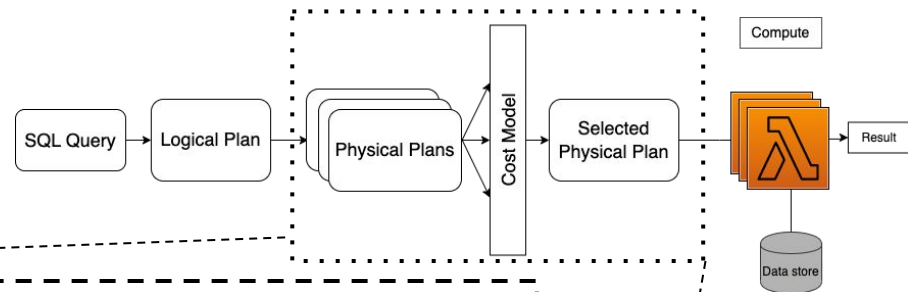 Compute
SQL Query
Logical Plan
Physical Plans
Cost Model
Selected
Physical Plan
Result
Data store